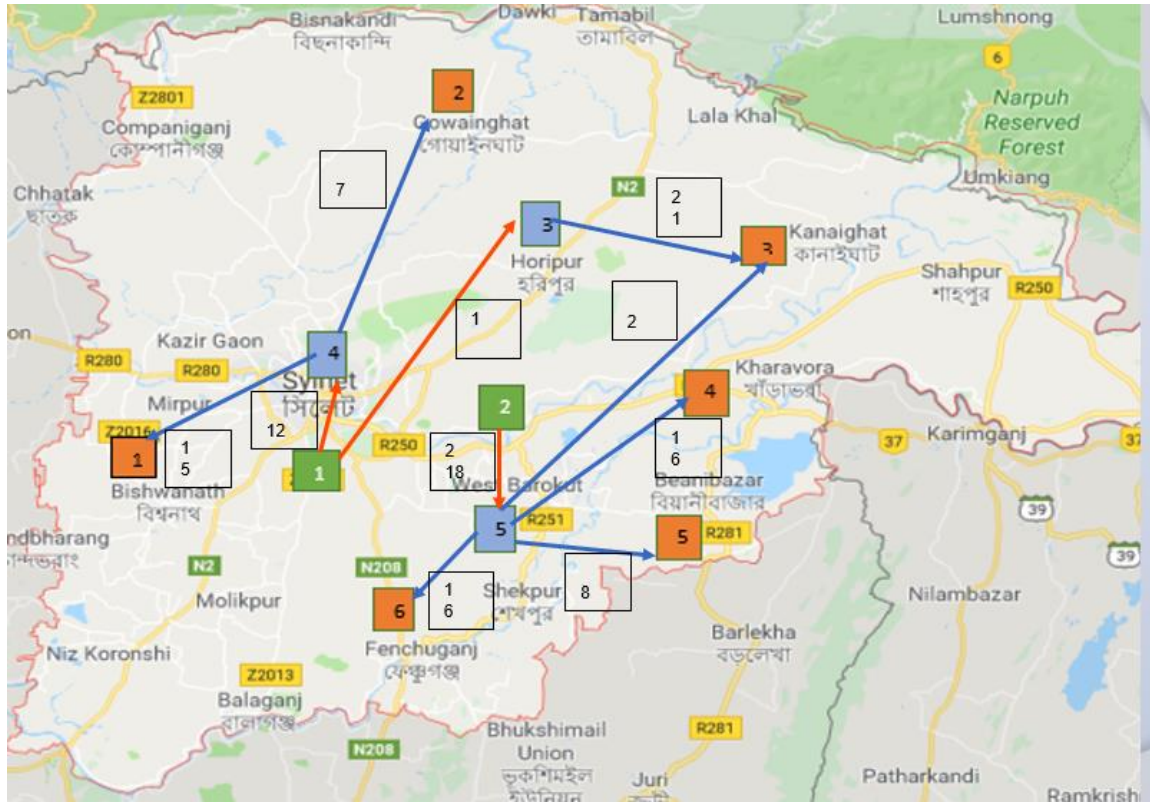 Bisnakandi
বিছনাকান্দি
Dawki
Tamabil
তামাবিল
Lumshnong
6
Z2801
2
Narpuh
Reserved
Forest
Companiganj
কোম্পানীগঞ্জ
Gowainghat
গোয়াইনঘাট
Lala Khal
Umkiang
Chhatak
ছাতক
7
N2
2
1
3
Horipur
হরিপুর
3
Kanaighat
কানাইঘাট
Shahpur
শাহপুর
R250
on
Kazir Gaon
1
2
R280
R280
4
Sylhet
সিলেট
Mirpur
Z2016
12
2
4
Kharavora
খাঁড়াভরা
1
1
5
1
R250
2
18
West Barokut
1
6
37
Karimganj
37
Bishwanath
বিশ্বনাথ
Beanibazar
বিয়ানীবাজার
5
R251
5
R281
39
39
ndbharang
ান্দভরাং
N2
N208
Molikpur
6
1
6
Shekpur
শেখপুর
8
Nilambazar
Fenchuganj
ফেঞ্চুগঞ্জ
Barlekha
বড়লেখা
Niz Koronshi
Z2013
Balaganj
বালাগঞ্জ
N208
Bhukshimail
Union
ভুকশিমইল
ইউনিয়ন
R281
Juri
Patharkandi
Ramkrish